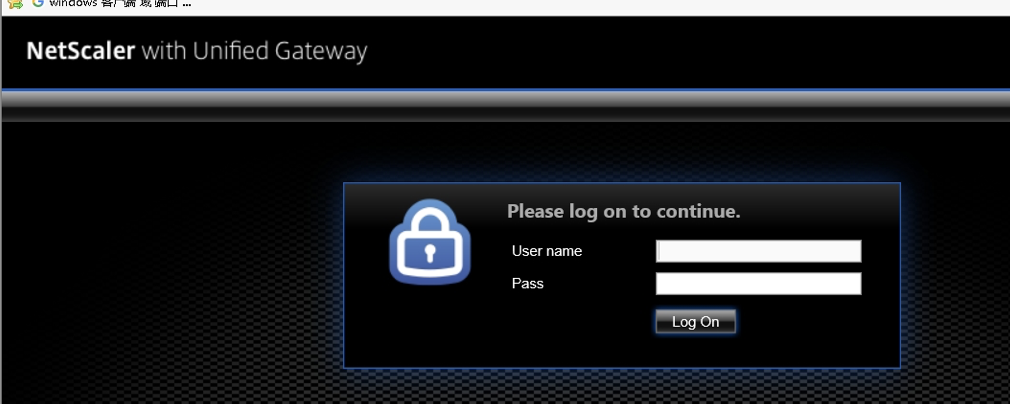 windows 客户端 域 端口 ...
NetScaler with Unified Gateway
Please log on to continue.
User name
Pass
Log On